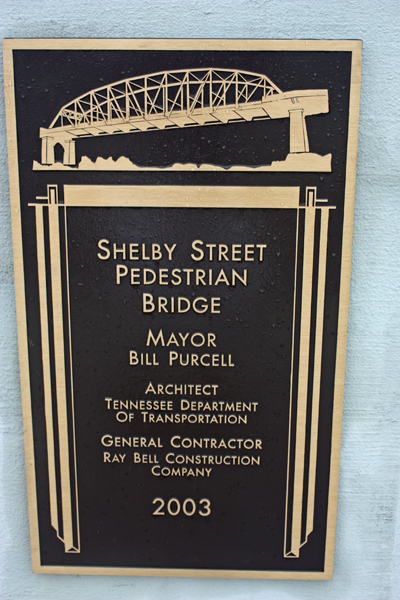 Shelby Street
Pedestrian
Bridge
Mayor
Bill Purcell
Architect
Tennessee Department
Of Transportation
General Contractor
Ray Bell Construction
Company
2003